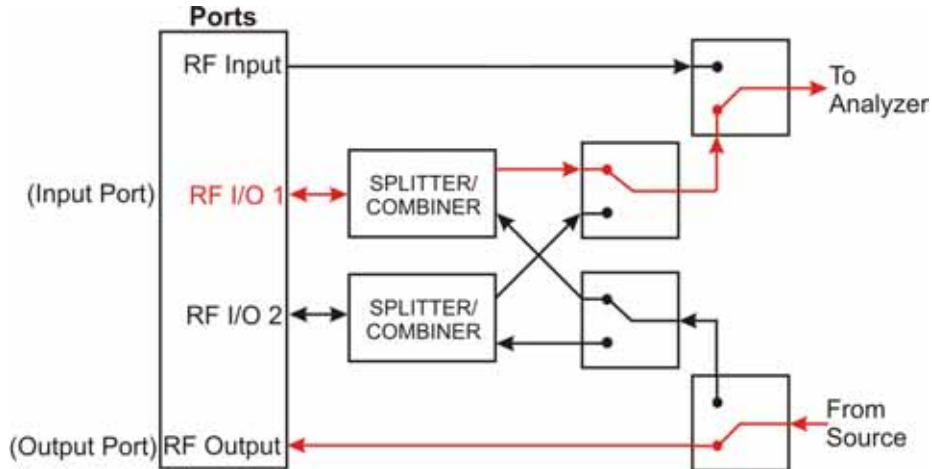 Ports
RF Input
To
Analyzer
(Input Port)
RF I/O 1
SPLITTER/
COMBINER
RF I/O 2
SPLITTER/
COMBINER
(Output Port)
RF Output
From
Source